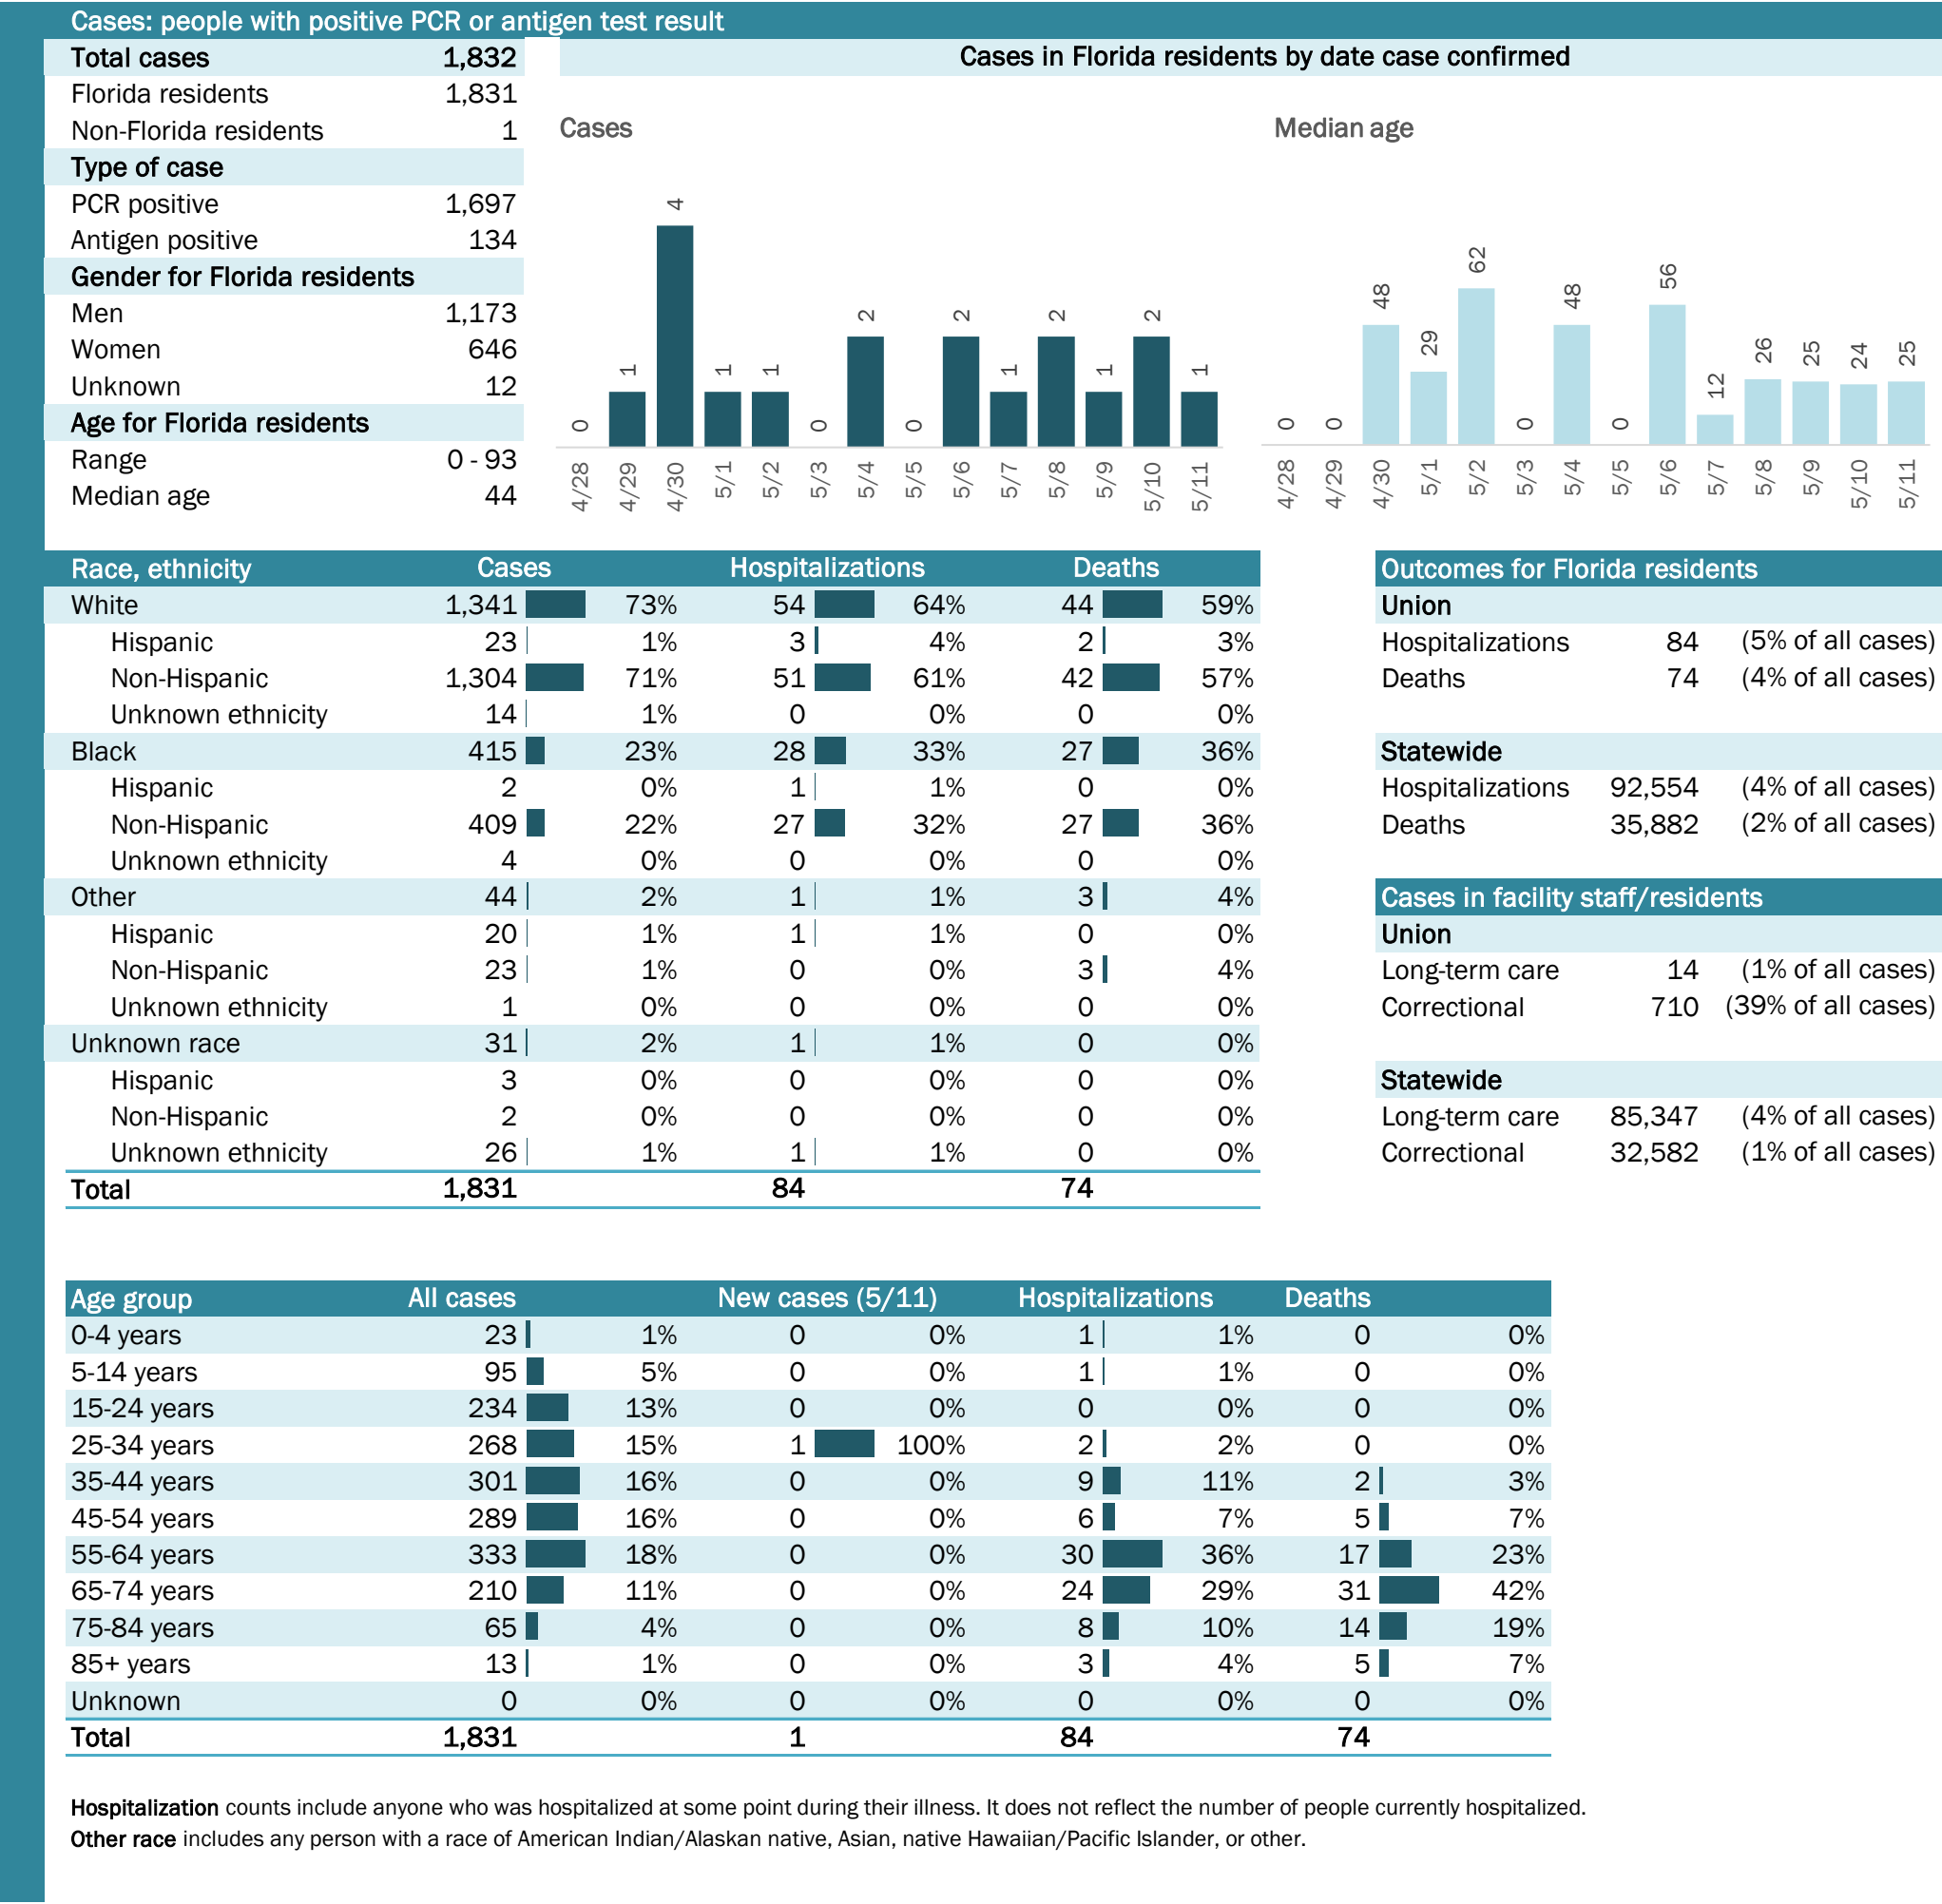 Cases: people with positive PCR or antigen test result
Total cases 1,832
Florida residents 1,831
Non-Florida residents 1
Type of case
PCR positive 1,697
Antigen positive 134
Gender for Florida residents
Men 1,173
Women 646
Unknown 12
Age for Florida residents
Range 0 - 93
Median age 44
Cases in Florida residents by date case confirmed
Cases
0 1 4 1 1 0 2 0 2 1 2 1 2 1
4/28 4/29 4/30 5/1 5/2 5/3 5/4 5/5 5/6 5/7 5/8 5/9 5/10 5/11
Median age
0 0 48 29 62 0 48 0 56 12 26 25 24 25
4/28 4/29 4/30 5/1 5/2 5/3 5/4 5/5 5/6 5/7 5/8 5/9 5/10 5/11
Race, ethnicity Cases Hospitalizations Deaths
White 1,341 73% 54 64% 44 59%
Hispanic 23 1% 3 4% 2 3%
Non-Hispanic 1,304 71% 51 61% 42 57%
Unknown ethnicity 14 1% 0 0% 0 0%
Black 415 23% 28 33% 27 36%
Hispanic 2 0% 1 1% 0 0%
Non-Hispanic 409 22% 27 32% 27 36%
Unknown ethnicity 4 0% 0 0% 0 0%
Other 44 2% 1 1% 3 4%
Hispanic 20 1% 1 1% 0 0%
Non-Hispanic 23 1% 0 0% 3 4%
Unknown ethnicity 1 0% 0 0% 0 0%
Unknown race 31 2% 1 1% 0 0%
Hispanic 3 0% 0 0% 0 0%
Non-Hispanic 2 0% 0 0% 0 0%
Unknown ethnicity 26 1% 1 1% 0 0%
Total 1,831 84 74
Outcomes for Florida residents
Union
Hospitalizations 84 (5% of all cases)
Deaths 74 (4% of all cases)
Statewide
Hospitalizations 92,554 (4% of all cases)
Deaths 35,882 (2% of all cases)
Cases in facility staff/residents
Union
Long-term care 14 (1% of all cases)
Correctional 710 (39% of all cases)
Statewide
Long-term care 85,347 (4% of all cases)
Correctional 32,582 (1% of all cases)
Age group All cases New cases (5/11) Hospitalizations Deaths
0-4 years 23 1% 0 0% 1 1% 0 0%
5-14 years 95 5% 0 0% 1 1% 0 0%
15-24 years 234 13% 0 0% 0 0% 0 0%
25-34 years 268 15% 1 100% 2 2% 0 0%
35-44 years 301 16% 0 0% 9 11% 2 3%
45-54 years 289 16% 0 0% 6 7% 5 7%
55-64 years 333 18% 0 0% 30 36% 17 23%
65-74 years 210 11% 0 0% 24 29% 31 42%
75-84 years 65 4% 0 0% 8 10% 14 19%
85+ years 13 1% 0 0% 3 4% 5 7%
Unknown 0 0% 0 0% 0 0% 0 0%
Total 1,831 1 84 74
Hospitalization counts include anyone who was hospitalized at some point during their illness. It does not reflect the number of people currently hospitalized.
Other race includes any person with a race of American Indian/Alaskan native, Asian, native Hawaiian/Pacific Islander, or other.